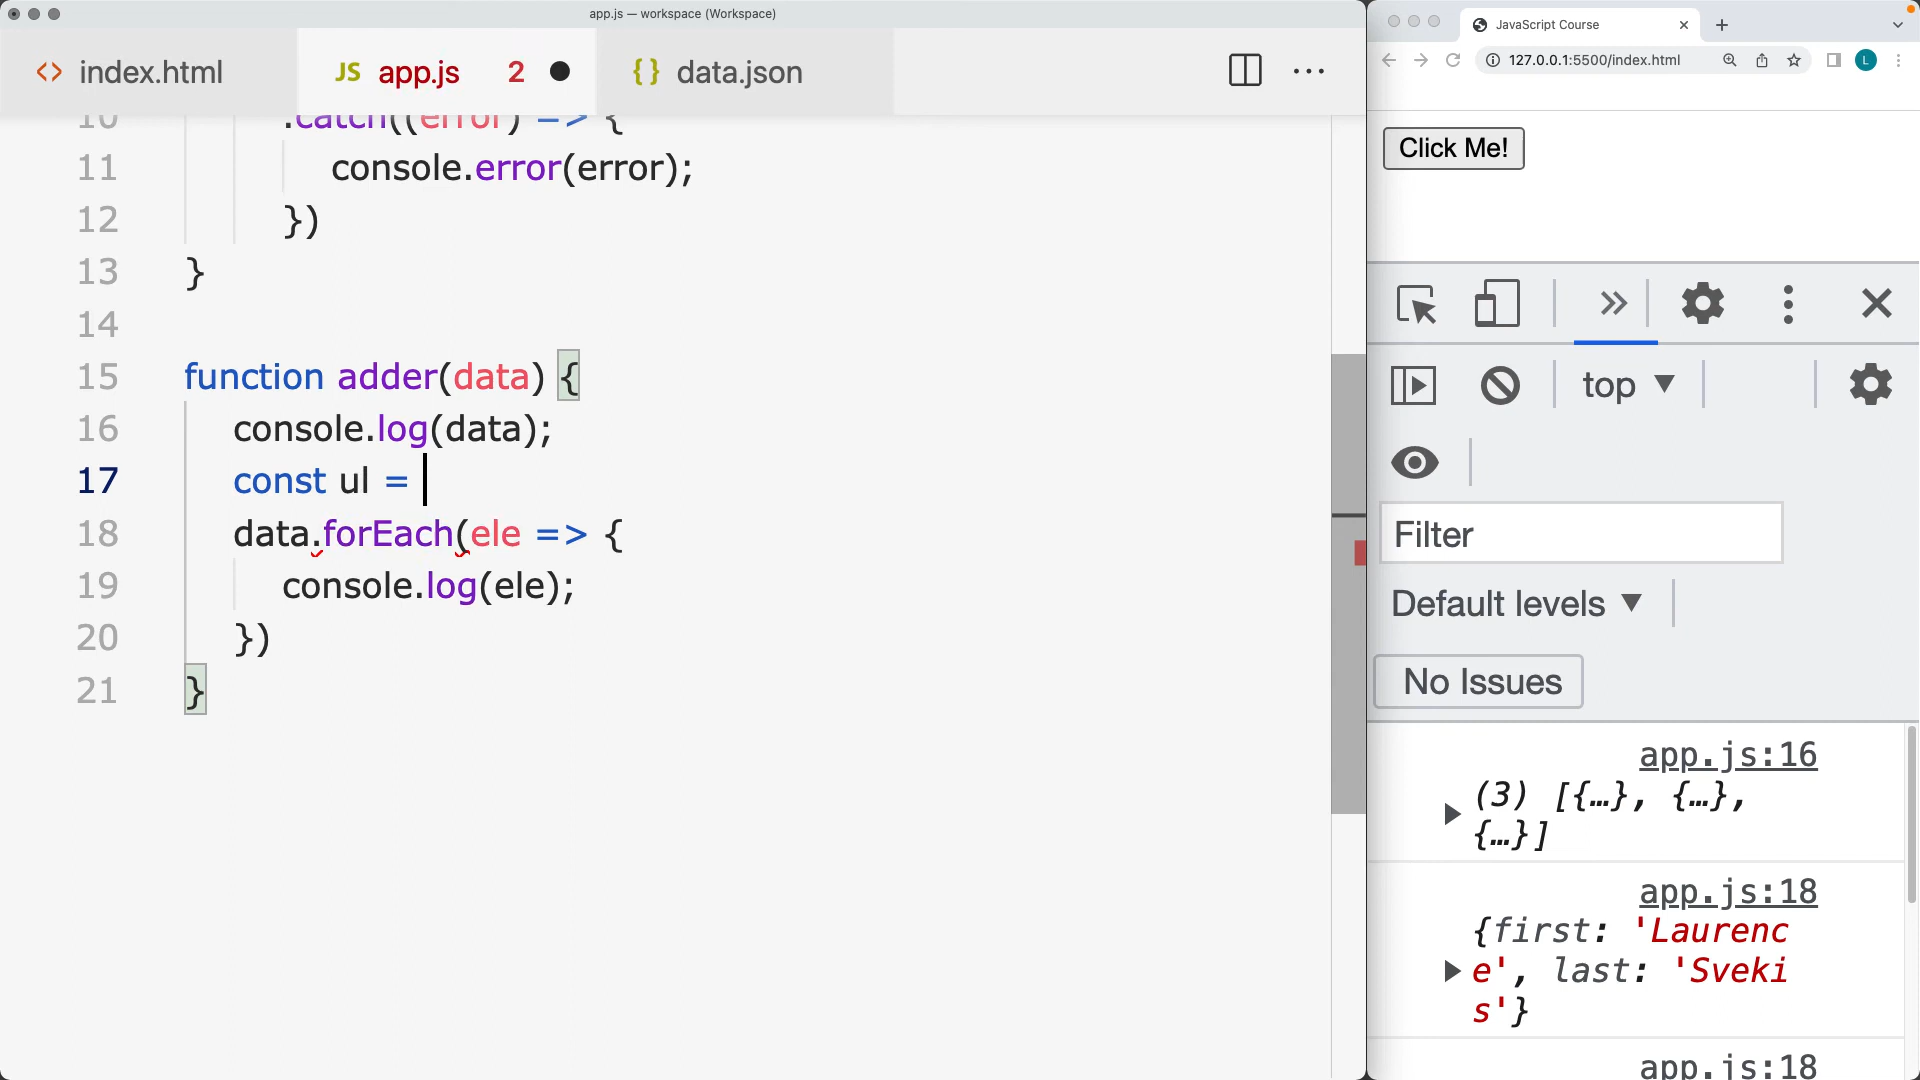 app.js — workspace (Workspace)
index.html
JS app.js 2
{} data.json
10 .catch((error) => {
11 console.error(error);
12 })
13 }
14
15 function adder(data) {
16 console.log(data);
17 const ul =
18 data.forEach(ele => {
19 console.log(ele);
20 })
21 }
JavaScript Course
127.0.0.1:5500/index.html
L
Click Me!
top
Filter
Default levels
No Issues
app.js:16
(3) [{…}, {…},
{…}]
app.js:18
{first: 'Laurenc
e', last: 'Sveki
s'}
app.js:18